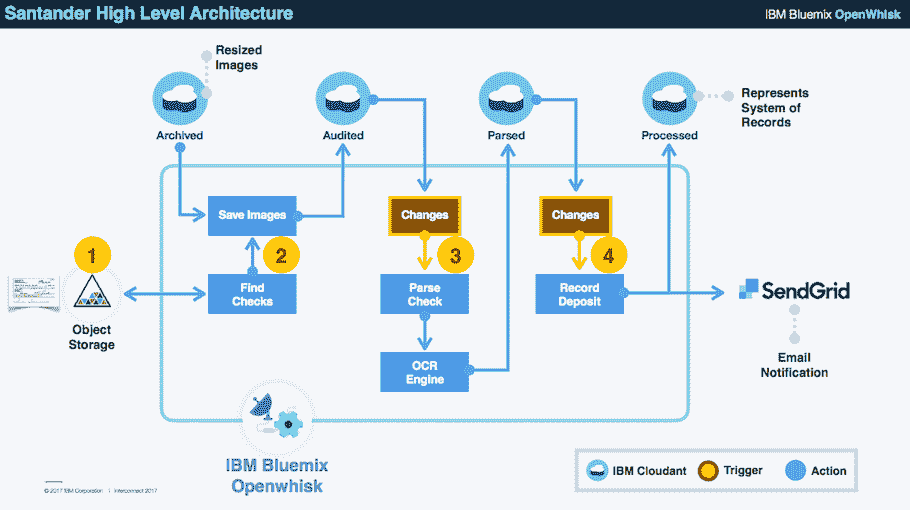 Santander High Level Architecture
IBM Bluemix OpenWhisk
Resized
Images
Archived
Audited
Parsed
Processed
Represents
System of
Records
Save Images
Changes
Changes
1
2
3
4
Find
Checks
Parse
Check
Record
Deposit
SendGrid
Object
Storage
OCR
Engine
Email
Notification
IBM Bluemix
Openwhisk
IBM Cloudant
Trigger
Action
© 2017 IBM Corporation | Interconnect 2017